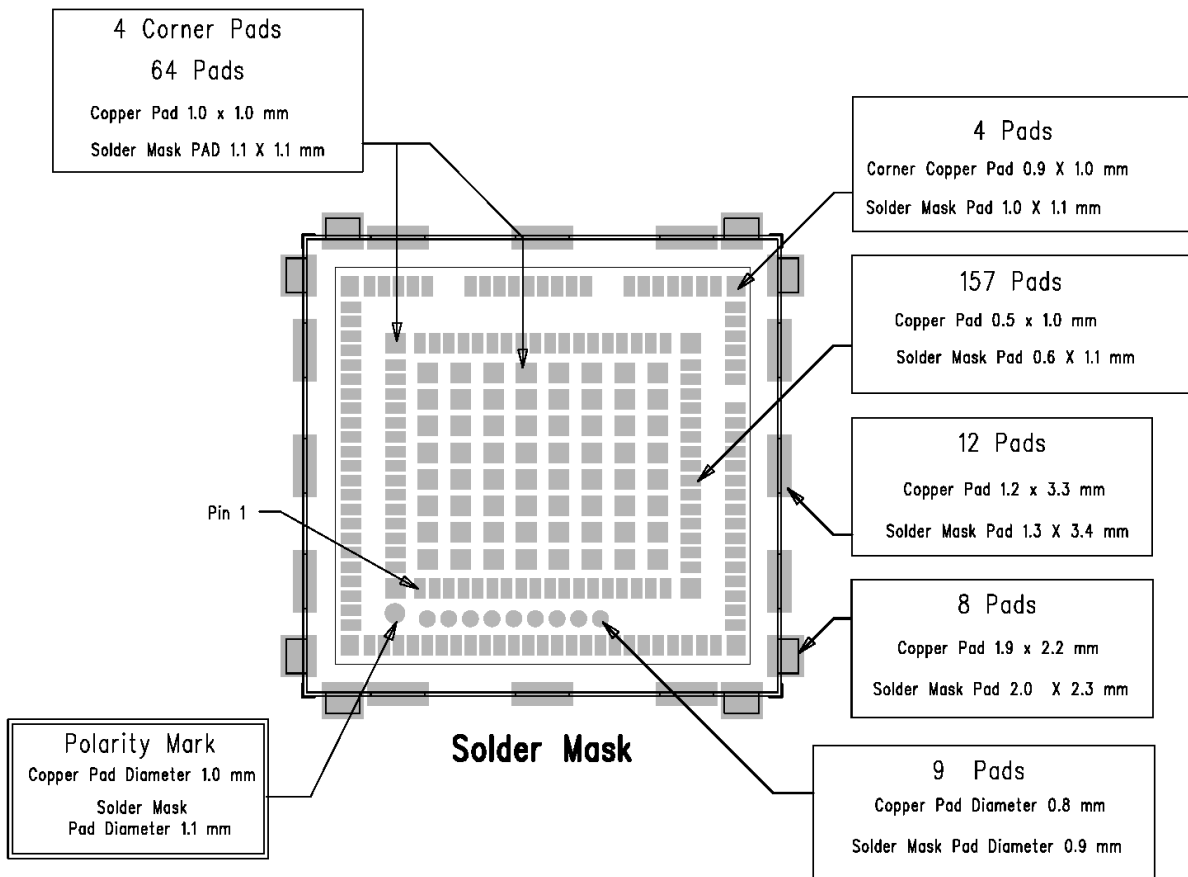 4 Corner Pads
64 Pads
Copper Pad 1.0 x 1.0 mm
Solder Mask PAD 1.1 X 1.1 mm
4 Pads
Corner Copper Pad 0.9 X 1.0 mm
Solder Mask Pad 1.0 X 1.1 mm
157 Pads
Copper Pad 0.5 x 1.0 mm
Solder Mask Pad 0.6 X 1.1 mm
12 Pads
Copper Pad 1.2 x 3.3 mm
Solder Mask Pad 1.3 X 3.4 mm
Pin 1
8 Pads
Copper Pad 1.9 x 2.2 mm
Solder Mask Pad 2.0 X 2.3 mm
Polarity Mark
Copper Pad Diameter 1.0 mm
Solder Mask
Pad Diameter 1.1 mm
Solder Mask
9 Pads
Copper Pad Diameter 0.8 mm
Solder Mask Pad Diameter 0.9 mm